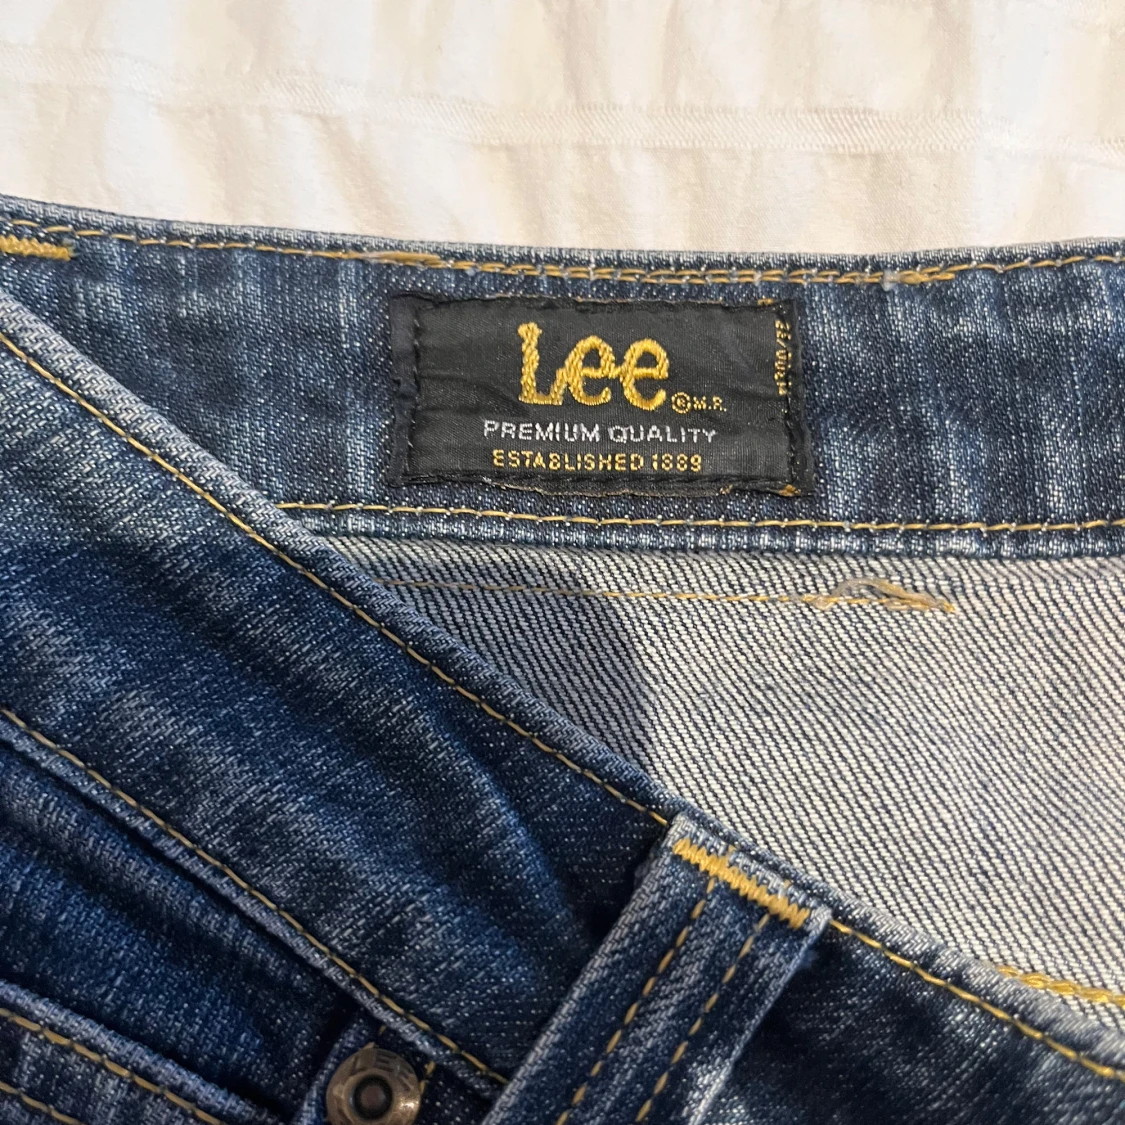 Lee
® M.R.
PREMIUM QUALITY
ESTABLISHED 1889